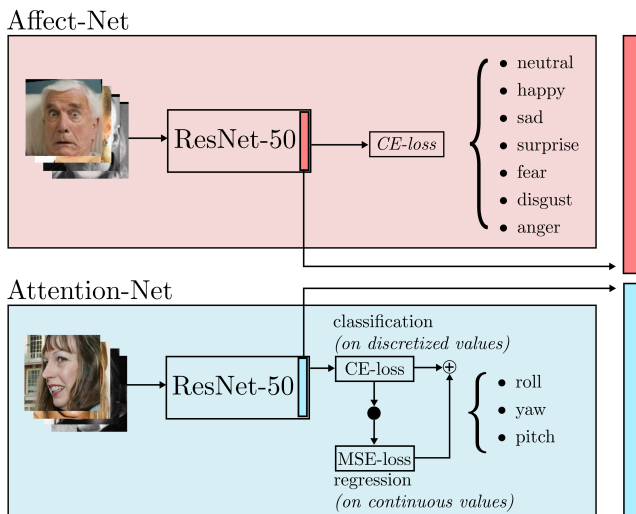 Affect-Net
ResNet-50
CE-loss
• neutral
• happy
• sad
• surprise
• fear
• disgust
• anger
Attention-Net
classification
(on discretized values)
ResNet-50
CE-loss
• roll
• yaw
• pitch
MSE-loss
regression
(on continuous values)